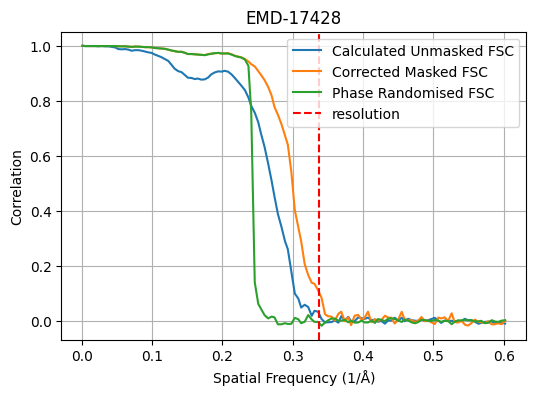 EMD-17428
Calculated Unmasked FSC
Corrected Masked FSC
Phase Randomised FSC
resolution
Correlation
1.0
0.8
0.6
0.4
0.2
0.0
0.0 0.1 0.2 0.3 0.4 0.5 0.6
Spatial Frequency (1/Å)